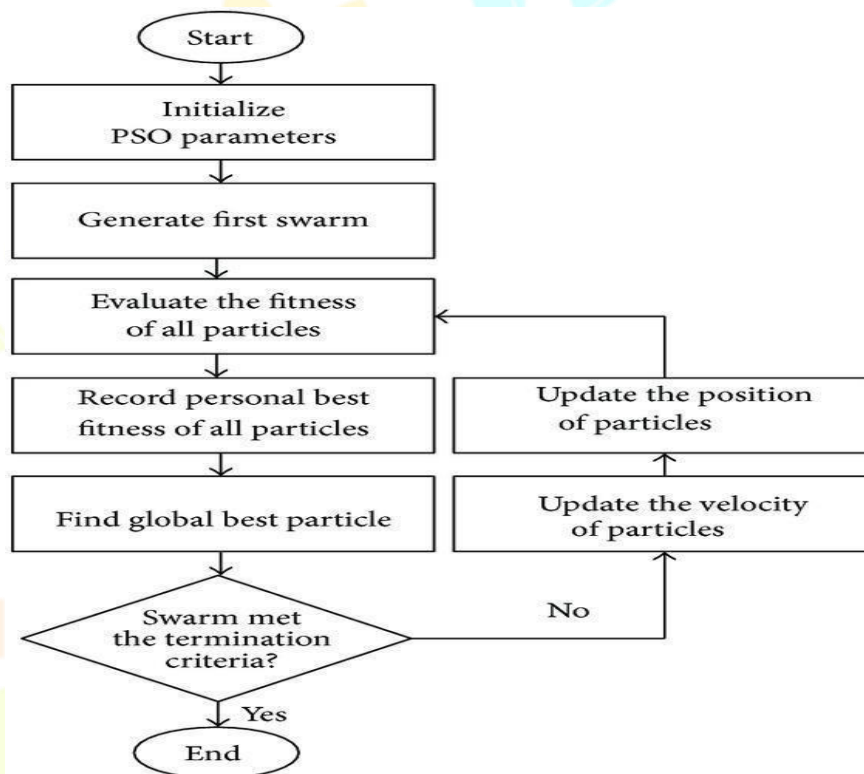 Start
Initialize
PSO parameters
Generate first swarm
Evaluate the fitness
of all particles
Record personal best
fitness of all particles
Find global best particle
Swarm met
the termination
criteria?
Yes
End
No
Update the velocity
of particles
Update the position
of particles